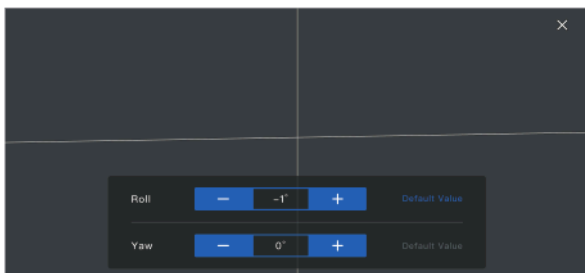 Roll − -1° + Default Value
Yaw − 0° + Default Value